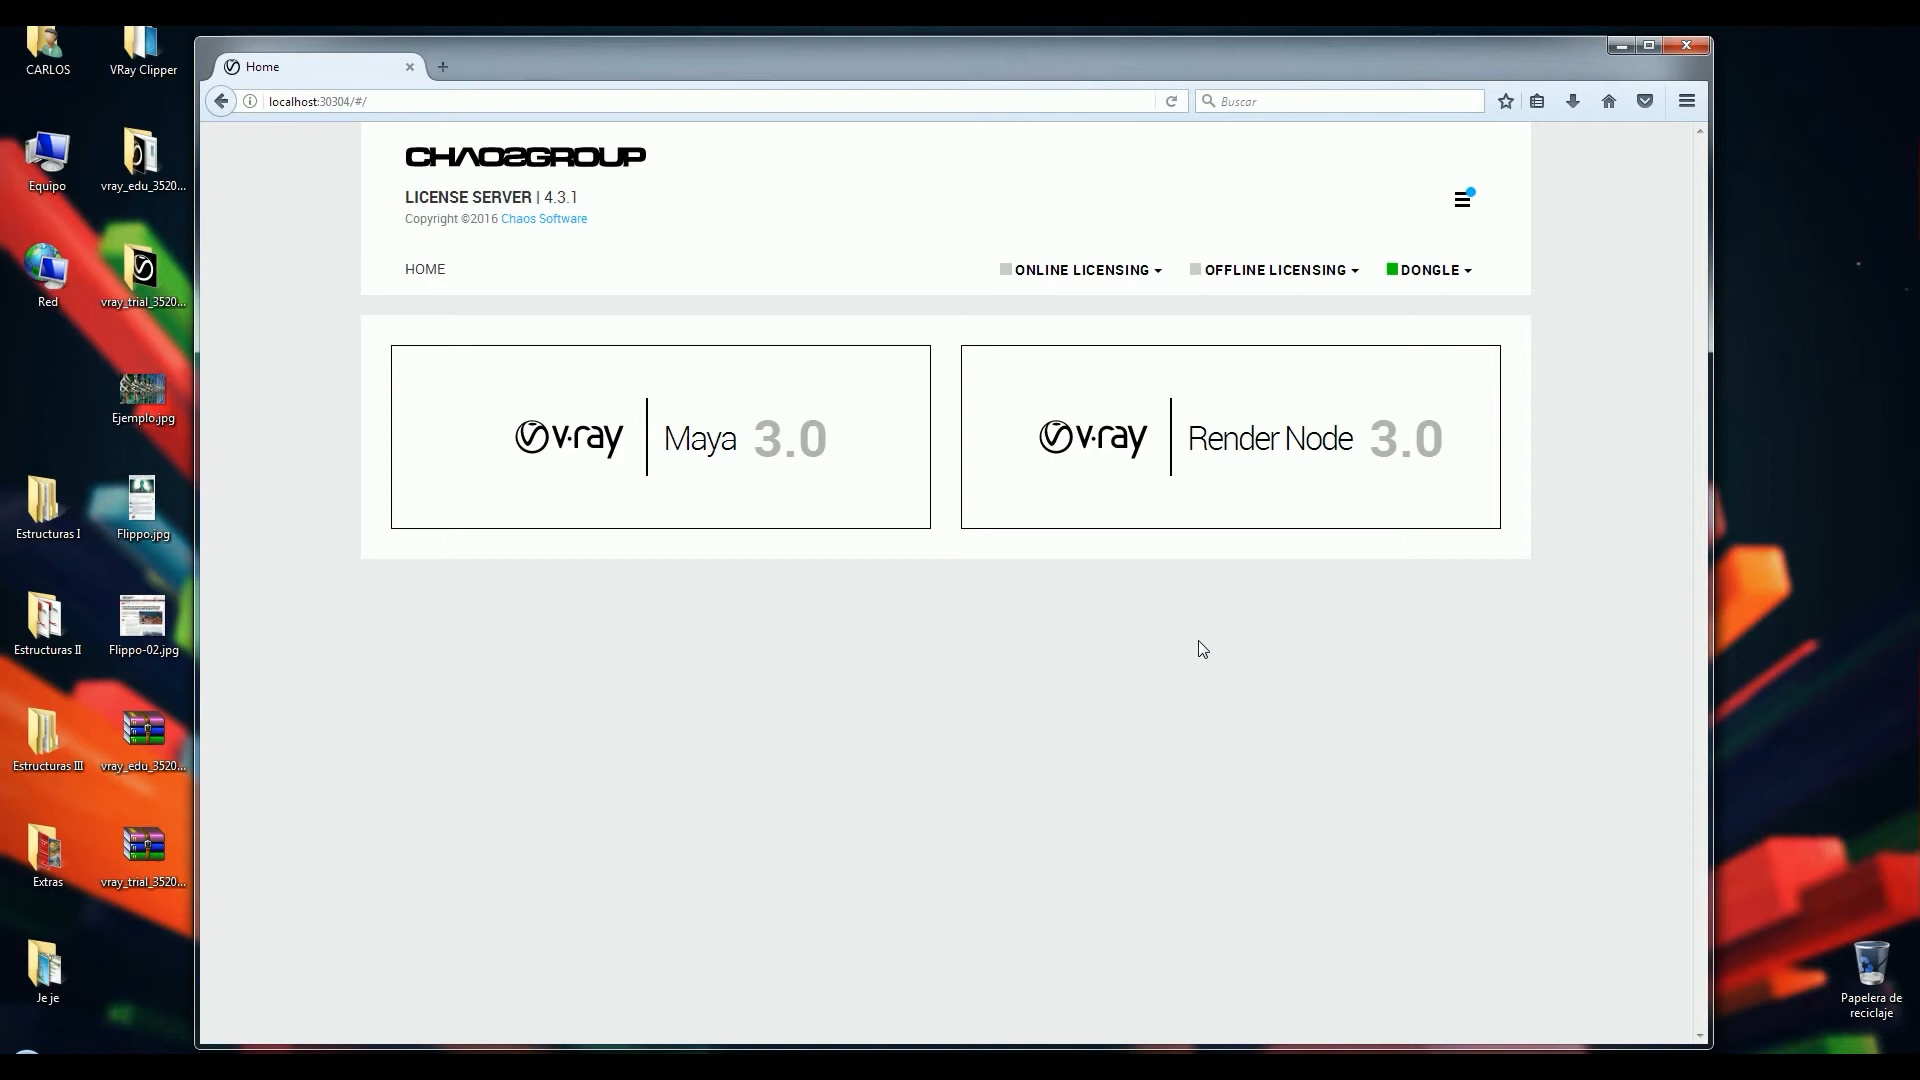 CARLOS
VRay Clipper
Equipo
vray_edu_3520...
Red
vray_trial_3520...
Ejemplo.jpg
Estructuras I
Flippo.jpg
Estructuras II
Flippo-02.jpg
Estructuras III
vray_edu_3520...
Extras
vray_trial_3520...
Je je
Home
localhost:30304/#/
Buscar
CHAOSGROUP
LICENSE SERVER | 4.3.1
Copyright ©2016 Chaos Software
HOME
ONLINE LICENSING
OFFLINE LICENSING
DONGLE
v·ray Maya 3.0
v·ray Render Node 3.0
Papelera de
reciclaje